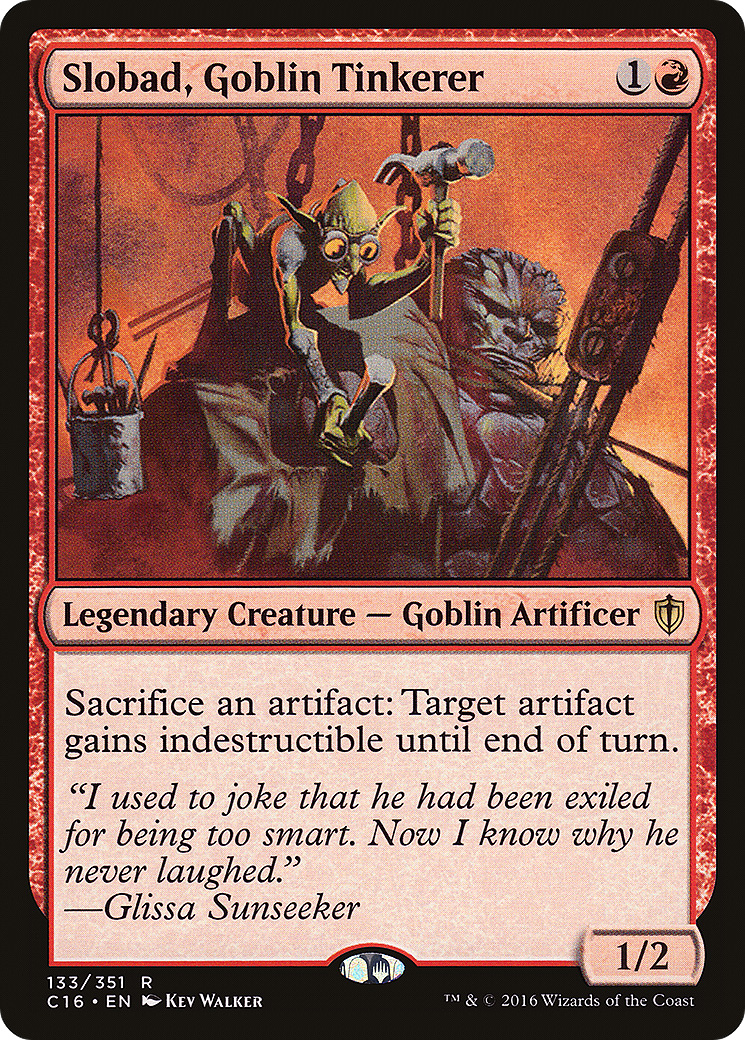 Slobad, Goblin Tinkerer 1
Legendary Creature — Goblin Artificer
Sacrifice an artifact: Target artifact
gains indestructible until end of turn.
“I used to joke that he had been exiled
for being too smart. Now I know why he
never laughed.”
—Glissa Sunseeker
1/2
133/351 R
C16 • EN Kev Walker
™ & © 2016 Wizards of the Coast